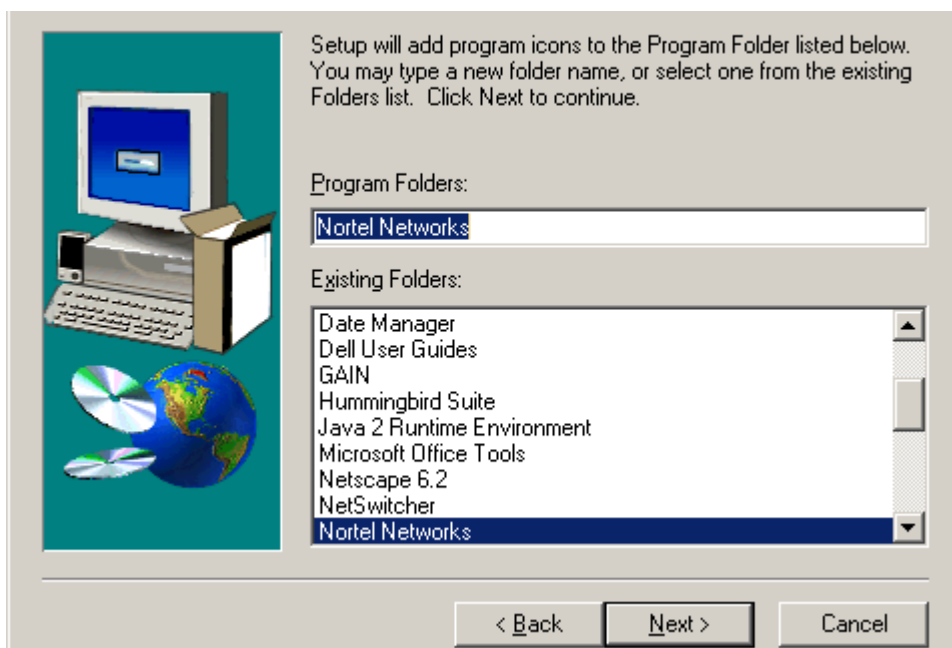 Setup will add program icons to the Program Folder listed below.
You may type a new folder name, or select one from the existing
Folders list.  Click Next to continue.
Program Folders:
Nortel Networks
Existing Folders:
Date Manager
Dell User Guides
GAIN
Hummingbird Suite
Java 2 Runtime Environment
Microsoft Office Tools
Netscape 6.2
NetSwitcher
Nortel Networks
< Back
Next >
Cancel